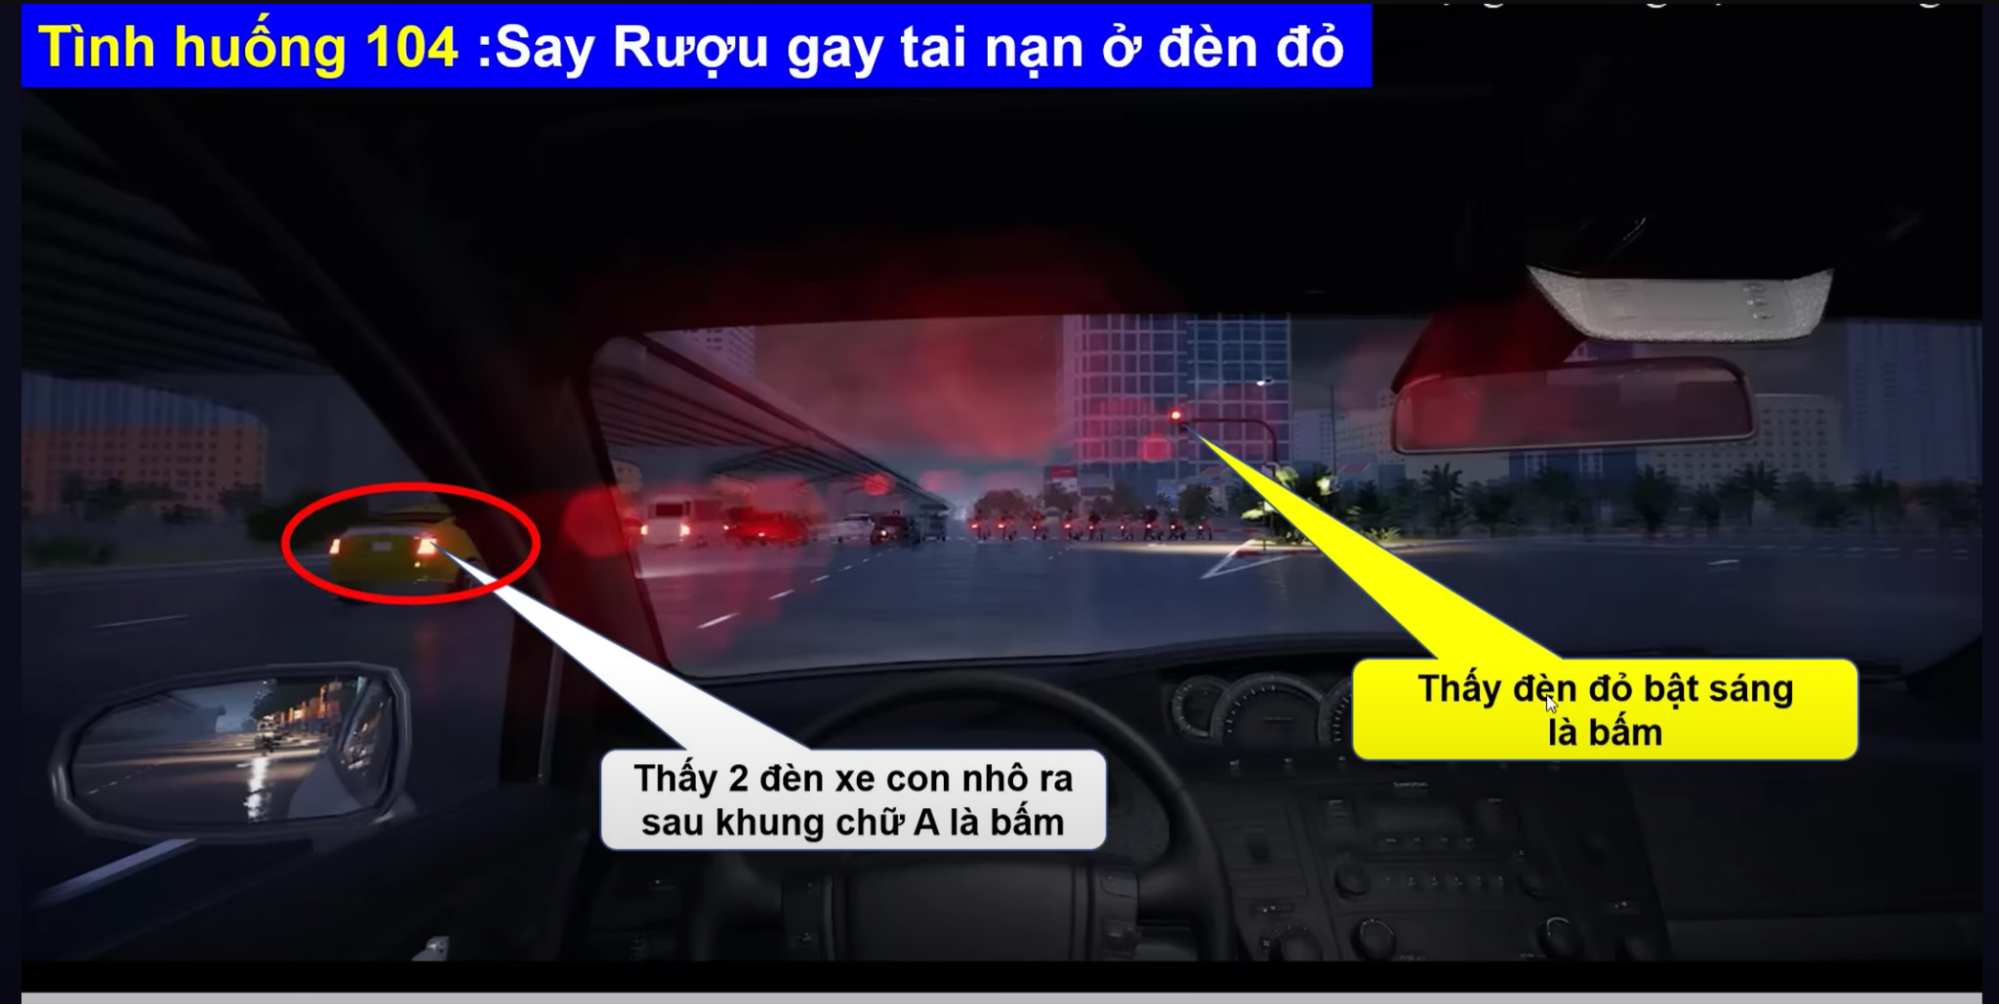 Tình huống 104 :Say Rượu gay tai nạn ở đèn đỏ
Thấy đèn đỏ bật sáng
là bấm
Thấy 2 đèn xe con nhô ra
sau khung chữ A là bấm